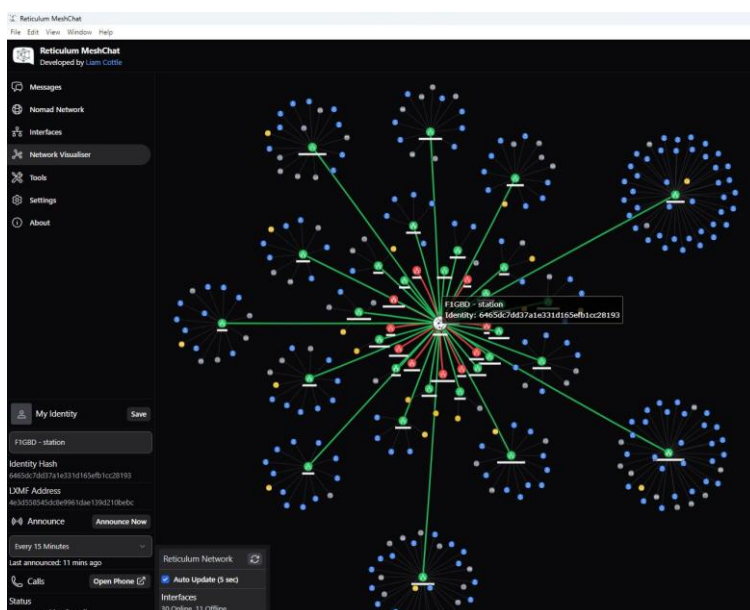 Reticulum MeshChat
File Edit View Window Help
Reticulum MeshChat
Developed by Liam Cottle
Messages
Nomad Network
Interfaces
Network Visualiser
Tools
Settings
About
F1GBD - station
Identity: 6465dc7dd37a1e331d165efb1cc28193
My Identity
Save
F1GBD - station
Identity Hash
6465dc7dd37a1e331d165efb1cc28193
LXMF Address
4e3d558545dc8e9961dae139d210bebc
Announce
Announce Now
Every 15 Minutes
Last announced: 11 mins ago
Calls
Open Phone
Status
Reticulum Network
Auto Update (5 sec)
Interfaces
30 Online, 11 Offline